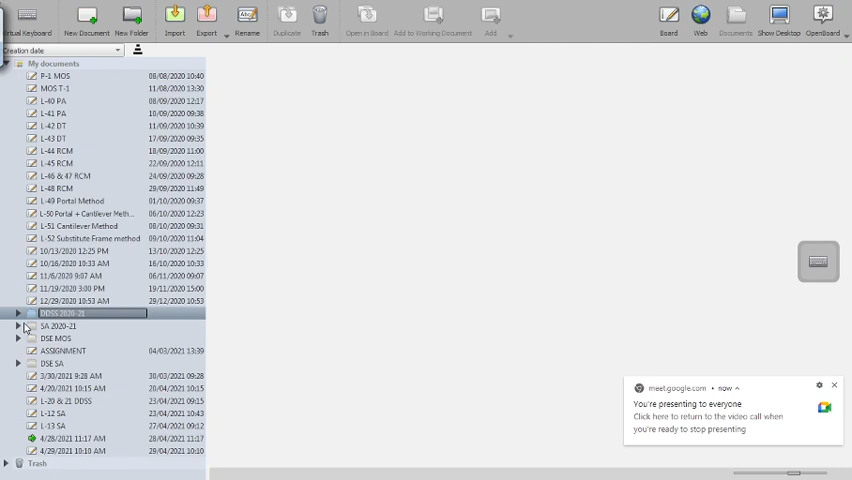 Virtual Keyboard
New Document
New Folder
Import
Export
Rename
Duplicate
Trash
Open in Board
Add to Working Document
Add
Board
Web
Documents
Show Desktop
OpenBoard
Creation date
My documents
P-1 MOS 08/08/2020 10:40
MOS T-1 11/08/2020 13:30
L-40 PA 08/09/2020 12:17
L-41 PA 10/09/2020 09:38
L-42 DT 11/09/2020 10:39
L-43 DT 17/09/2020 09:35
L-44 RCM 18/09/2020 11:00
L-45 RCM 22/09/2020 12:11
L-46 & 47 RCM 24/09/2020 09:28
L-48 RCM 29/09/2020 11:49
L-49 Portal Method 01/10/2020 09:37
L-50 Portal + Cantilever Meth... 06/10/2020 12:23
L-51 Cantilever Method 08/10/2020 09:31
L-52 Substitute Frame method 09/10/2020 11:04
10/13/2020 12:25 PM 13/10/2020 12:25
10/16/2020 10:33 AM 16/10/2020 10:33
11/6/2020 9:07 AM 06/11/2020 09:07
11/19/2020 3:00 PM 19/11/2020 15:00
12/29/2020 10:53 AM 29/12/2020 10:53
DDSS 2020-21
SA 2020-21
DSE MOS
ASSIGNMENT 04/03/2021 13:39
DSE SA
3/30/2021 9:28 AM 30/03/2021 09:28
4/20/2021 10:15 AM 20/04/2021 10:15
L-20 & 21 DDSS 23/04/2021 09:15
L-12 SA 23/04/2021 10:43
L-13 SA 27/04/2021 09:12
4/28/2021 11:17 AM 28/04/2021 11:17
4/29/2021 10:10 AM 29/04/2021 10:10
Trash
meet.google.com • now
You're presenting to everyone
Click here to return to the video call when
you're ready to stop presenting